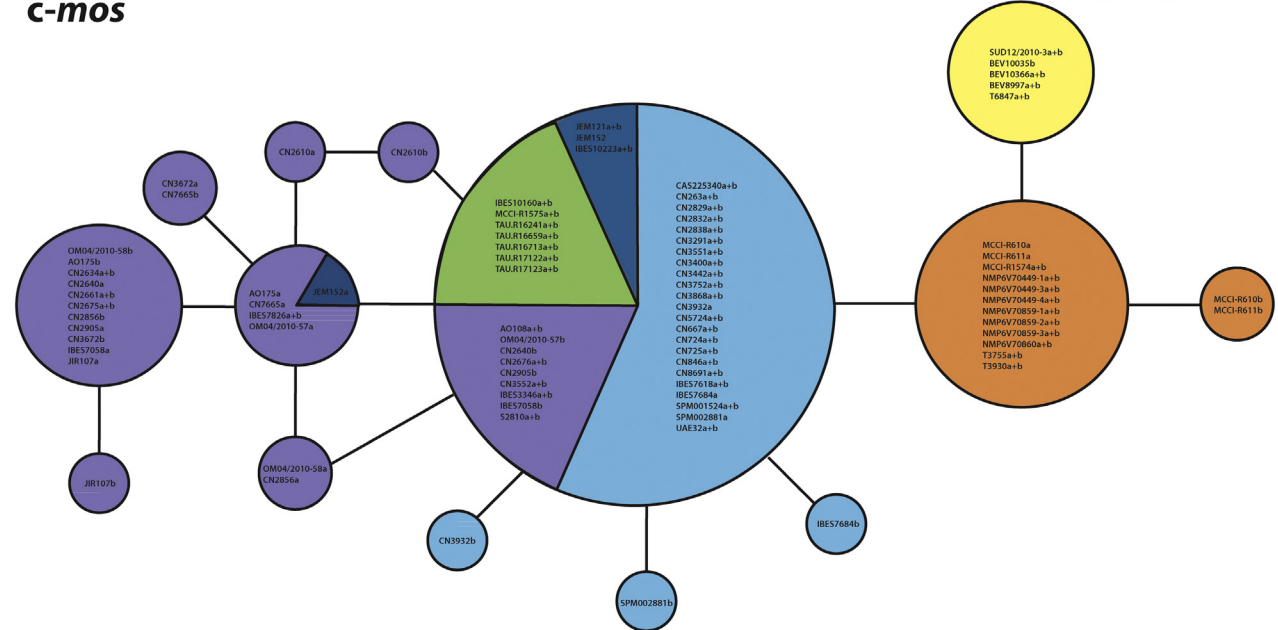 c-mos
SUD12/2010-3a+b
BEV10035b
BEV10366a+b
BEV8997a+b
T6847a+b
CN2610a
CN2610b
CN3672a
CN7665b
JEM121a+b
JEM152
IBES10223a+b
IBES10160a+b
MCCI-R1575a+b
TAU.R16241a+b
TAU.R16659a+b
TAU.R16713a+b
TAU.R17122a+b
TAU.R17123a+b
CAS225340a+b
CN263a+b
CN2829a+b
CN2832a+b
CN2838a+b
CN3291a+b
CN3551a+b
CN3400a+b
CN3442a+b
CN3752a+b
CN3868a+b
CN3932a
CN5724a+b
CN667a+b
CN724a+b
CN725a+b
CN846a+b
CN8691a+b
IBES7618a+b
IBES7684a
SPM001524a+b
SPM002881a
UAE32a+b
OM04/2010-58b
AO175b
CN2634a+b
CN2640a
CN2661a+b
CN2675a+b
CN2856b
CN2905a
CN3672b
IBES7058a
JIR107a
AO175a
CN7665a
IBES7826a+b
OM04/2010-57a
JEM152a
AO108a+b
OM04/2010-57b
CN2640b
CN2676a+b
CN2905b
CN3552a+b
IBES3346a+b
IBES7058b
S2810a+b
MCCI-R610a
MCCI-R611a
MCCI-R1574a+b
NMP6V70449-1a+b
NMP6V70449-3a+b
NMP6V70449-4a+b
NMP6V70859-1a+b
NMP6V70859-2a+b
NMP6V70859-3a+b
NMP6V70860a+b
T3755a+b
T3930a+b
MCCI-R610b
MCCI-R611b
JIR107b
OM04/2010-58a
CN2856a
CN3932b
SPM002881b
IBES7684b